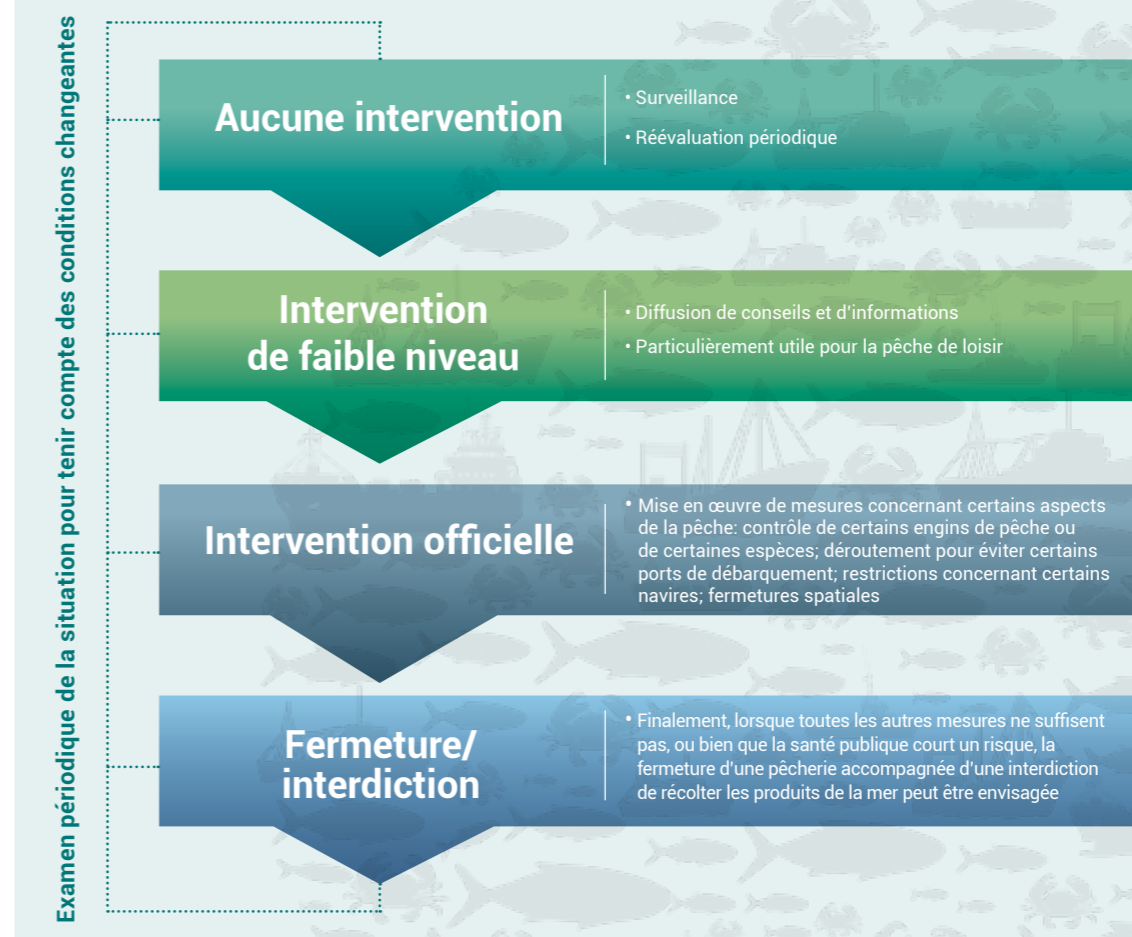 Examen périodique de la situation pour tenir compte des conditions changeantes
Aucune intervention
• Surveillance
• Réévaluation périodique
Intervention
de faible niveau
• Diffusion de conseils et d'informations
• Particulièrement utile pour la pêche de loisir
Intervention officielle
• Mise en œuvre de mesures concernant certains aspects
de la pêche: contrôle de certains engins de pêche ou
de certaines espèces; déroutement pour éviter certains
ports de débarquement; restrictions concernant certains
navires; fermetures spatiales
Fermeture/
interdiction
• Finalement, lorsque toutes les autres mesures ne suffisent
pas, ou bien que la santé publique court un risque, la
fermeture d'une pêcherie accompagnée d'une interdiction
de récolter les produits de la mer peut être envisagée